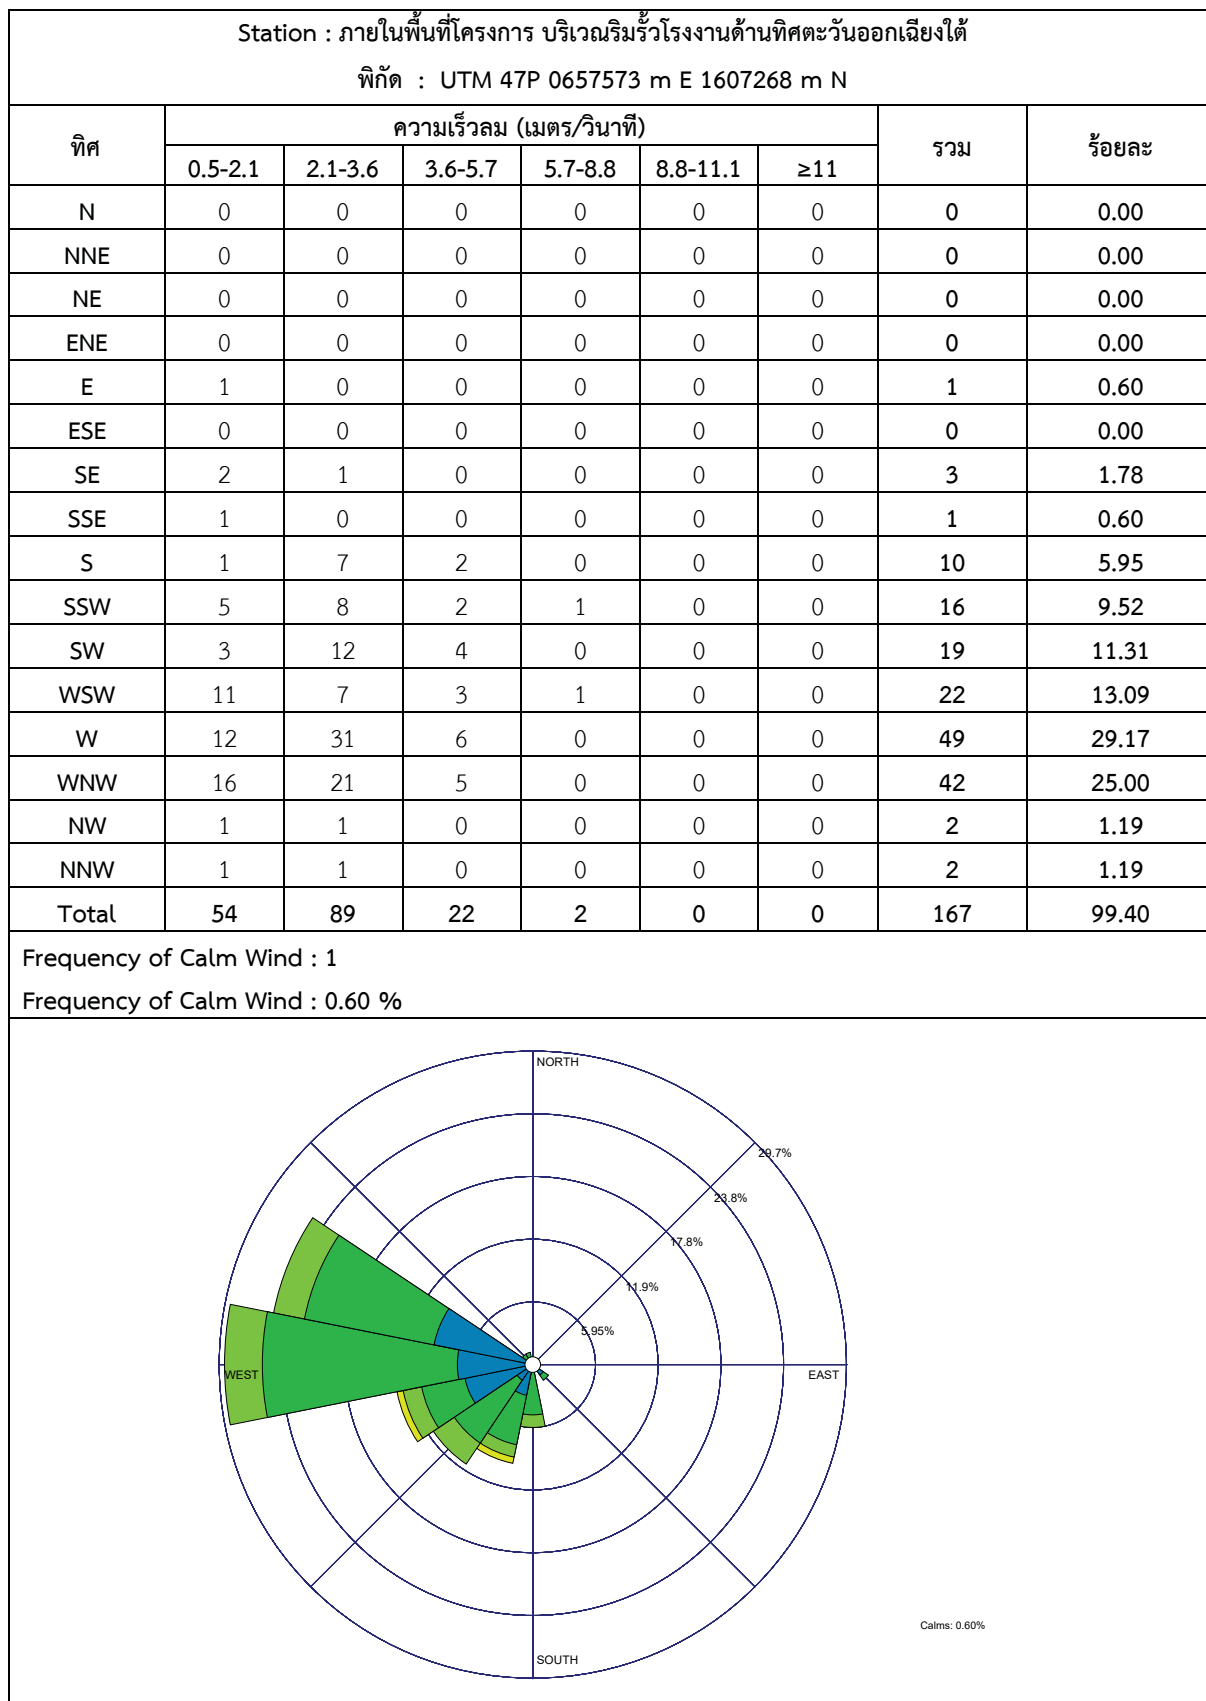 Station : ภายในพื้นที่โครงการ บริเวณริมรั้วโรงงานด้านทิศตะวันออกเฉียงใต้
พิกัด : UTM 47P 0657573 m E 1607268 m N
ทิศ ความเร็วลม (เมตร/วินาที) รวม ร้อยละ
0.5-2.1 2.1-3.6 3.6-5.7 5.7-8.8 8.8-11.1 ≥11
N 0 0 0 0 0 0 0 0.00
NNE 0 0 0 0 0 0 0 0.00
NE 0 0 0 0 0 0 0 0.00
ENE 0 0 0 0 0 0 0 0.00
E 1 0 0 0 0 0 1 0.60
ESE 0 0 0 0 0 0 0 0.00
SE 2 1 0 0 0 0 3 1.78
SSE 1 0 0 0 0 0 1 0.60
S 1 7 2 0 0 0 10 5.95
SSW 5 8 2 1 0 0 16 9.52
SW 3 12 4 0 0 0 19 11.31
WSW 11 7 3 1 0 0 22 13.09
W 12 31 6 0 0 0 49 29.17
WNW 16 21 5 0 0 0 42 25.00
NW 1 1 0 0 0 0 2 1.19
NNW 1 1 0 0 0 0 2 1.19
Total 54 89 22 2 0 0 167 99.40
Frequency of Calm Wind : 1
Frequency of Calm Wind : 0.60 %
NORTH
29.7%
23.8%
17.8%
11.9%
5.95%
WEST EAST
Calms: 0.60%
SOUTH